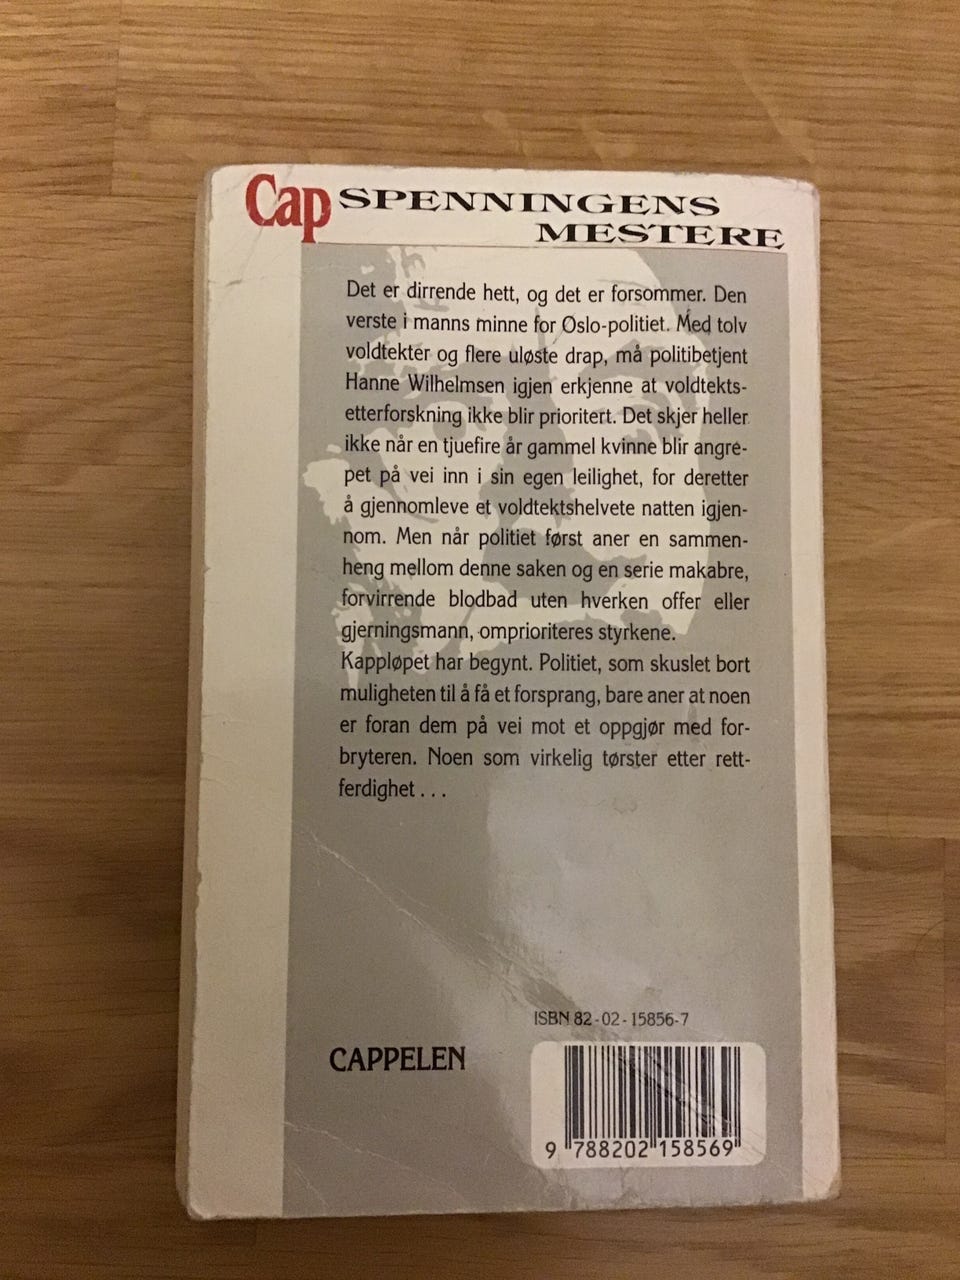 Cap SPENNINGENS
MESTERE
Det er dirrende hett, og det er forsommer. Den
verste i manns minne for Oslo-politiet. Med tolv
voldtekter og flere uløste drap, må politibetjent
Hanne Wilhelmsen igjen erkjenne at voldtekts-
etterforskning ikke blir prioritert. Det skjer heller
ikke når en tjuefire år gammel kvinne blir angre-
pet på vei inn i sin egen leilighet, for deretter
å gjennomleve et voldtektshelvete natten igjen-
nom. Men når politiet først aner en sammen-
heng mellom denne saken og en serie makabre,
forvirrende blodbad uten hverken offer eller
gjerningsmann, omprioriteres styrkene.
Kappløpet har begynt. Politiet, som skuslet bort
muligheten til å få et forsprang, bare aner at noen
er foran dem på vei mot et oppgjør med for-
bryteren. Noen som virkelig tørster etter rett-
ferdighet . . .
ISBN 82-02-15856-7
CAPPELEN
9 788202 158569